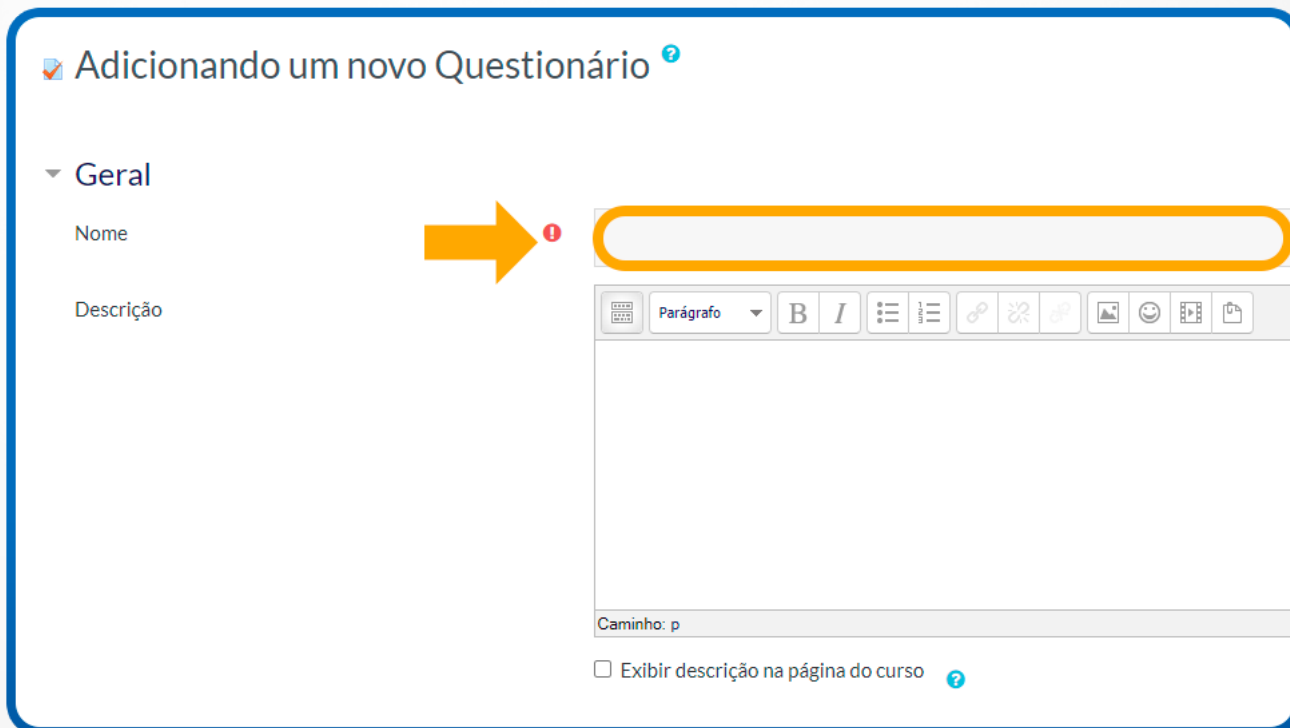 Adicionando um novo Questionário
Geral
Nome
Descrição
Parágrafo
B I
Caminho: p
Exibir descrição na página do curso